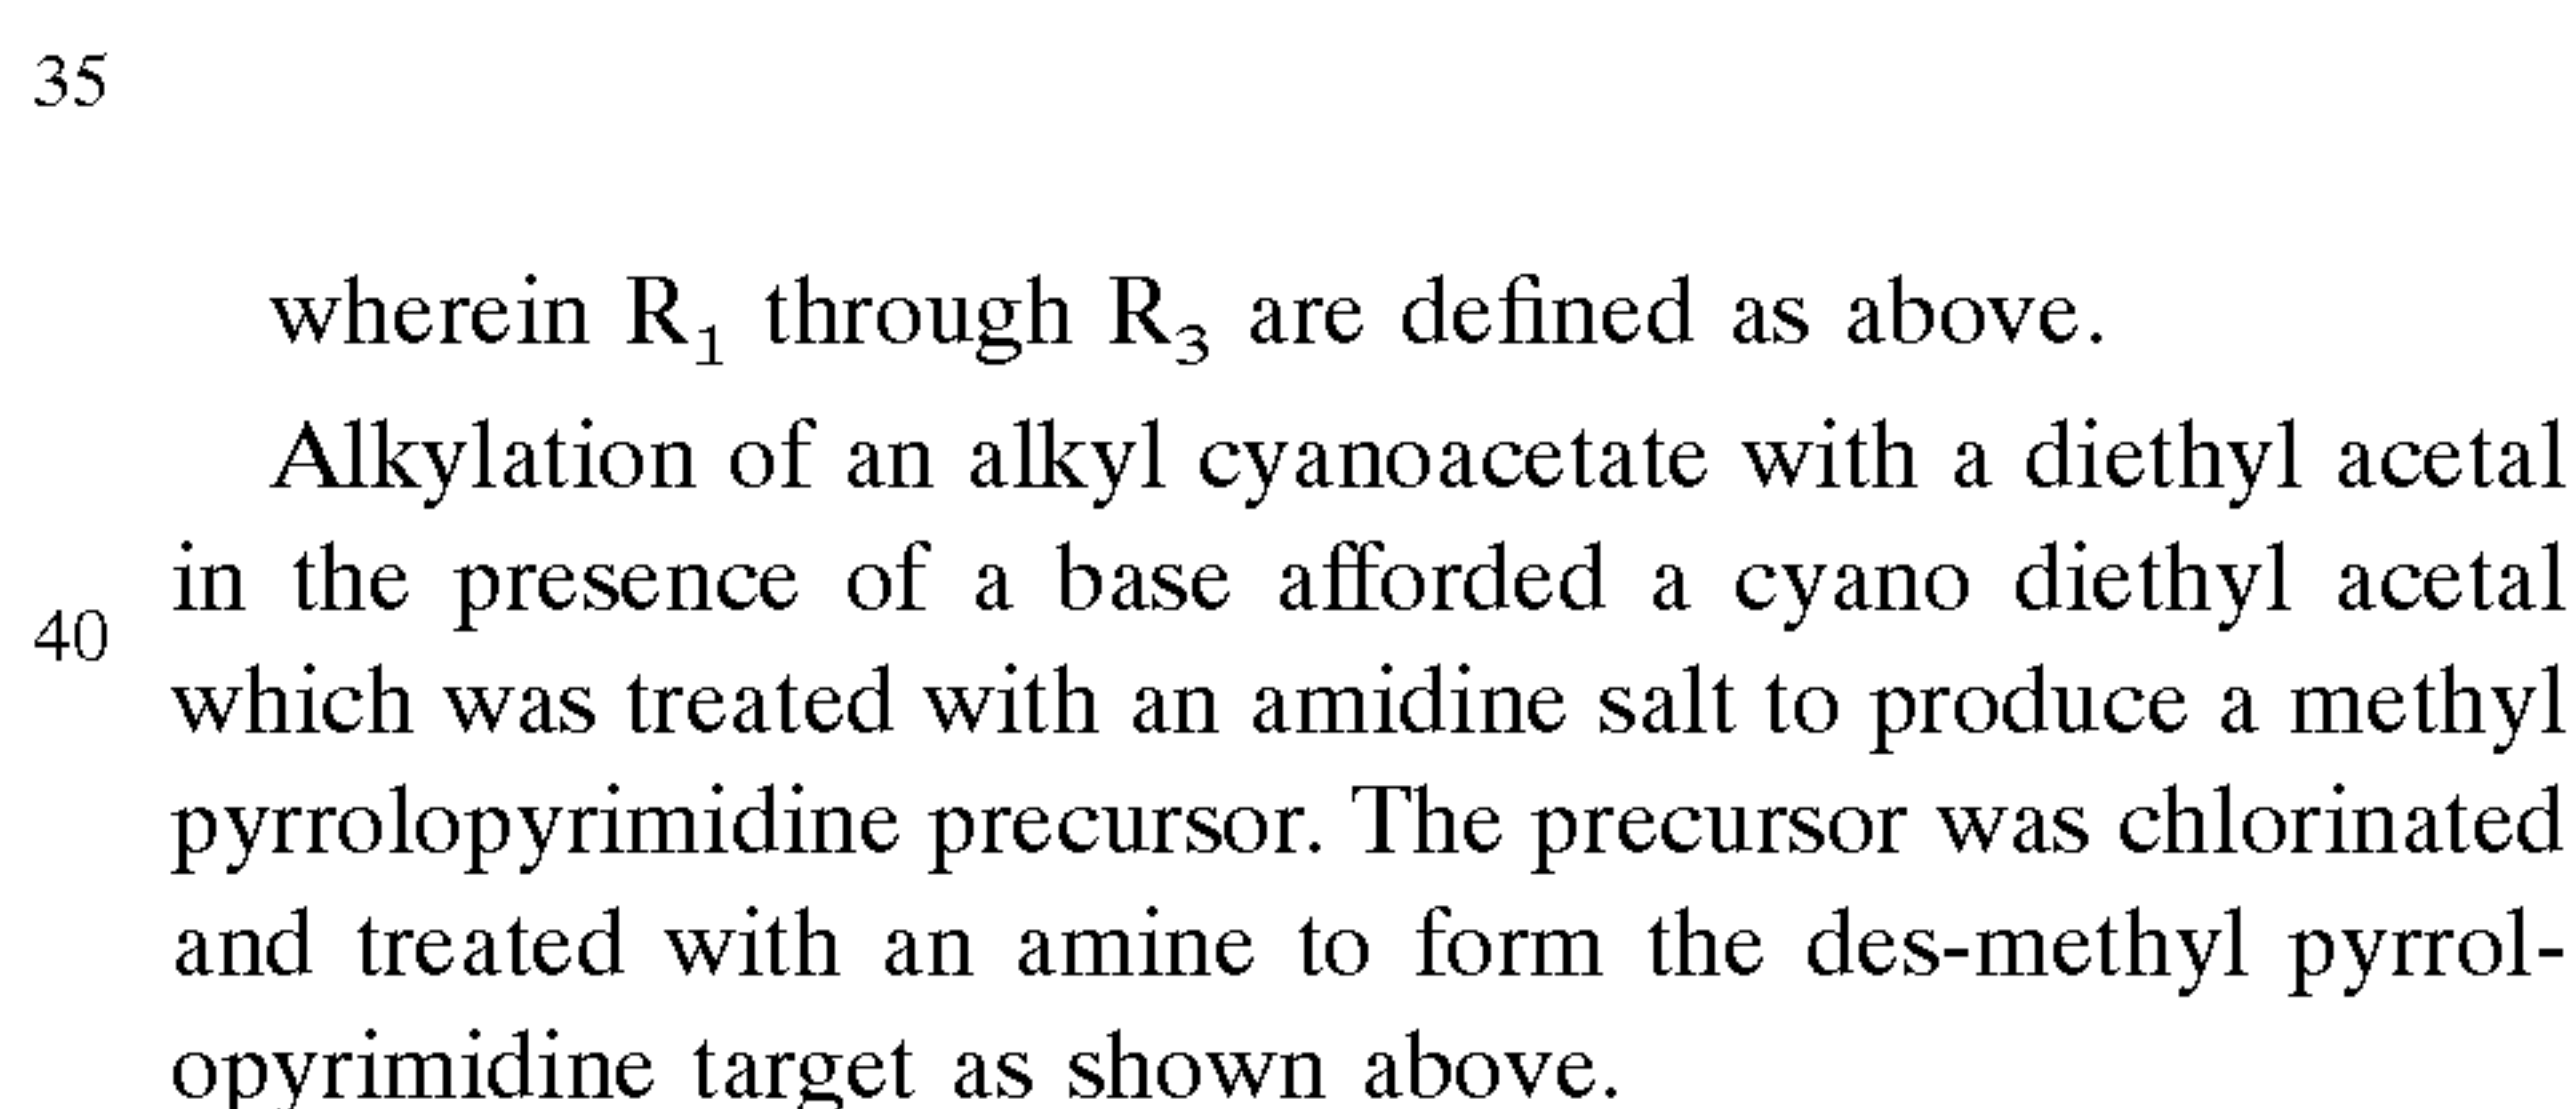 35
wherein R₁ through R₃ are defined as above.
Alkylation of an alkyl cyanoacetate with a diethyl acetal
in the presence of a base afforded a cyano diethyl acetal
40
which was treated with an amidine salt to produce a methyl
pyrrolopyrimidine precursor. The precursor was chlorinated
and treated with an amine to form the des-methyl pyrrol-
opyrimidine target as shown above.